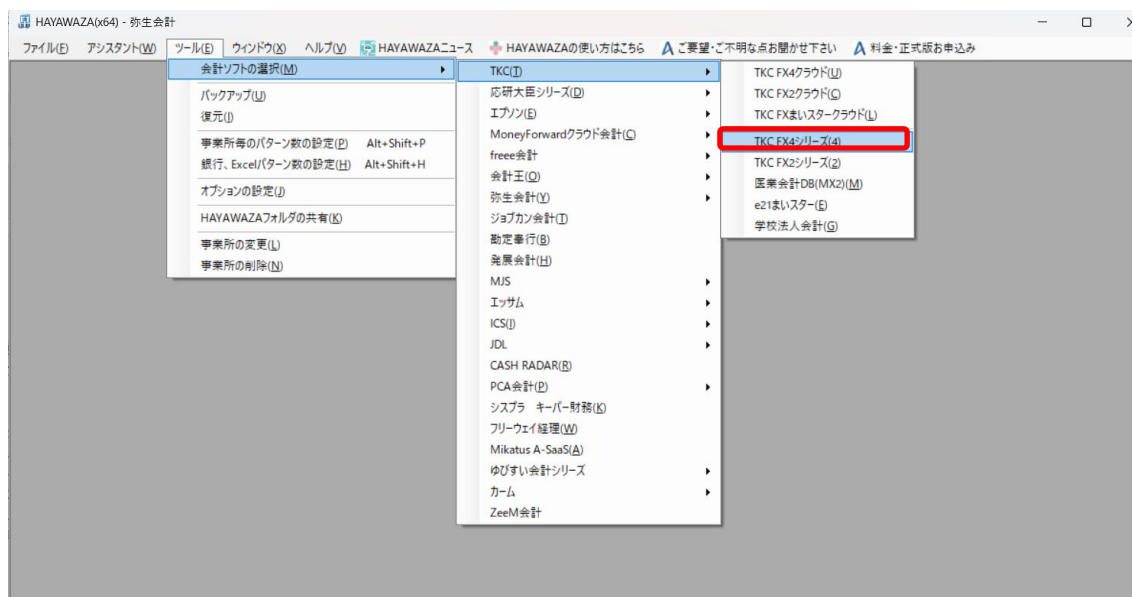 HAYAWAZA(x64) - 弥生会計
ファイル(F) アシスタント(W) ツール(E) ウィンドウ(X) ヘルプ(V) HAYAWAZAニュース HAYAWAZAの使い方はこちら ご要望・ご不明な点お聞かせ下さい 料金・正式版お申込み
会計ソフトの選択(M)
バックアップ(U)
復元(I)
事業所毎のパターン数の設定(P) Alt+Shift+P
銀行、Excelパターン数の設定(H) Alt+Shift+H
オプションの設定(J)
HAYAWAZAフォルダの共有(K)
事業所の変更(L)
事業所の削除(N)
TKC(T)
応研大臣シリーズ(D)
エプソン(E)
MoneyForwardクラウド会計(C)
freee会計
会計王(O)
弥生会計(Y)
ジョブカン会計(T)
勘定奉行(B)
発展会計(H)
MJS
エッサム
ICS(I)
JDL
CASH RADAR(R)
PCA会計(P)
シスプラ キーパー財務(K)
フリーウェイ経理(W)
Mikatus A-SaaS(A)
ゆびすい会計シリーズ
カーム
ZeeM会計
TKC FX4クラウド(U)
TKC FX2クラウド(C)
TKC FXまいスタークラウド(L)
TKC FX4シリーズ(4)
TKC FX2シリーズ(2)
医業会計DB(MX2)(M)
e21まいスター(E)
学校法人会計(G)